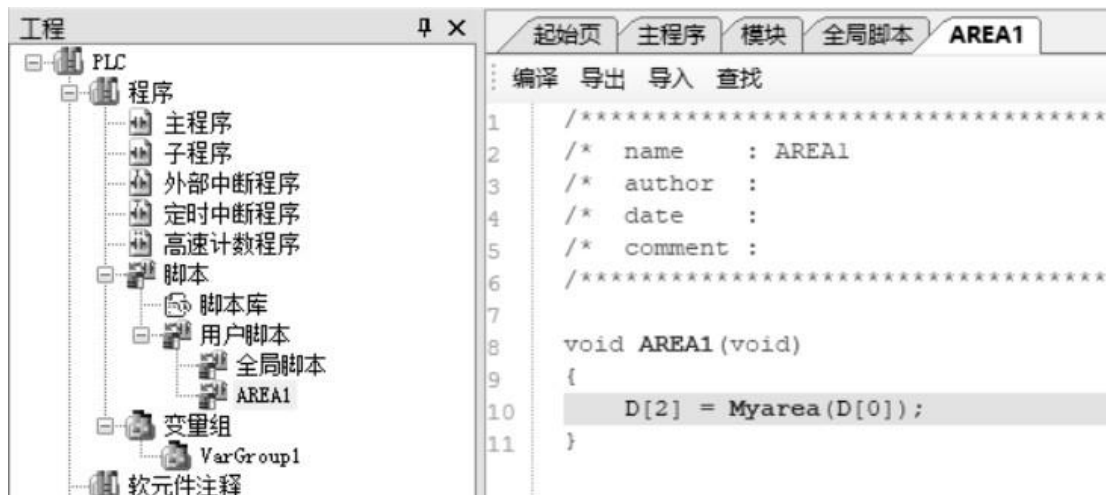 工程
PLC
程序
主程序
子程序
外部中断程序
定时中断程序
高速计数程序
脚本
脚本库
用户脚本
全局脚本
AREA1
变量组
VarGroup1
软元件注释
起始页 主程序 模块 全局脚本 AREA1
编译 导出 导入 查找
1 /***********************************
2 /* name : AREA1
3 /* author :
4 /* date :
5 /* comment :
6 /***********************************
7
8 void AREA1(void)
9 {
10 D[2] = Myarea(D[0]);
11 }